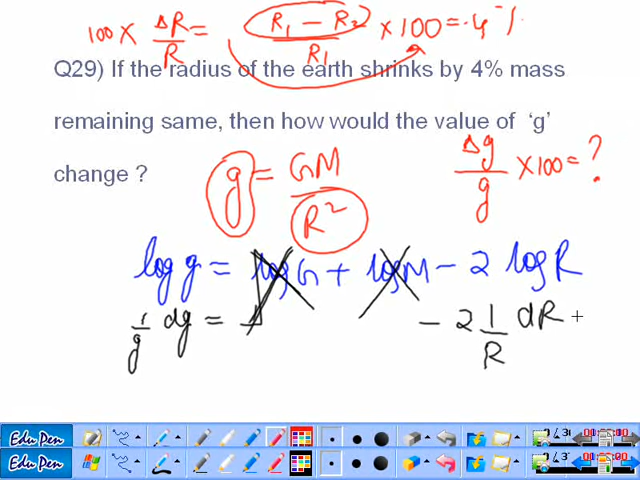 100 × ΔR/R = (R₁ − R₂)/R₁ × 100 = -4 %
Q29) If the radius of the earth shrinks by 4% mass
remaining same, then how would the value of 'g'
change ?
g = GM/R²
Δg/g × 100 = ?
log g = log G + log M − 2 log R
1/g dg = − 2 1/R dR
Edu Pen
Edu Pen